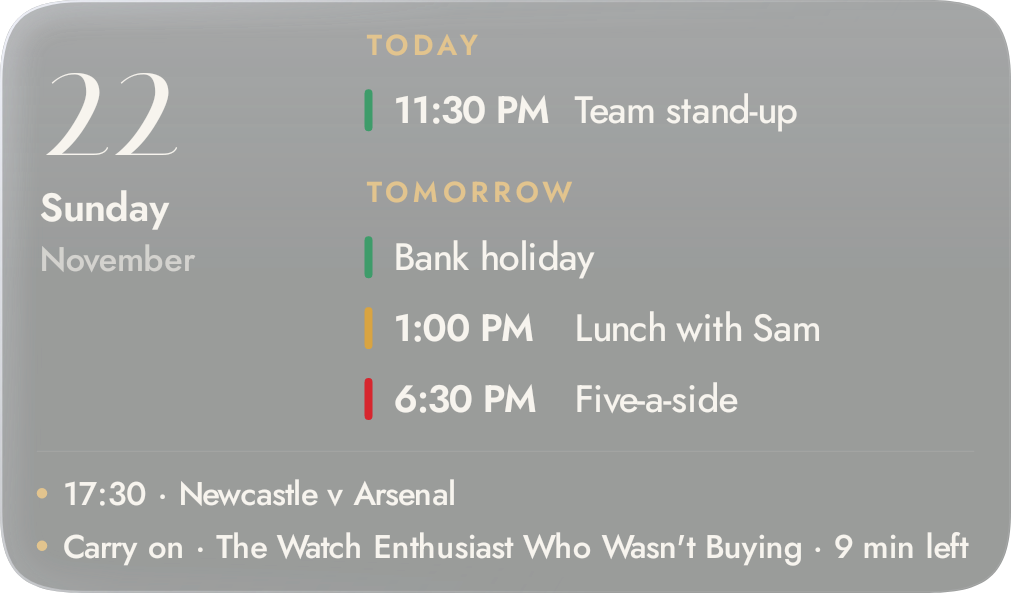 22
Sunday
November
TODAY
11:30 PM Team stand-up
TOMORROW
Bank holiday
1:00 PM Lunch with Sam
6:30 PM Five-a-side
17:30 · Newcastle v Arsenal
Carry on · The Watch Enthusiast Who Wasn't Buying · 9 min left